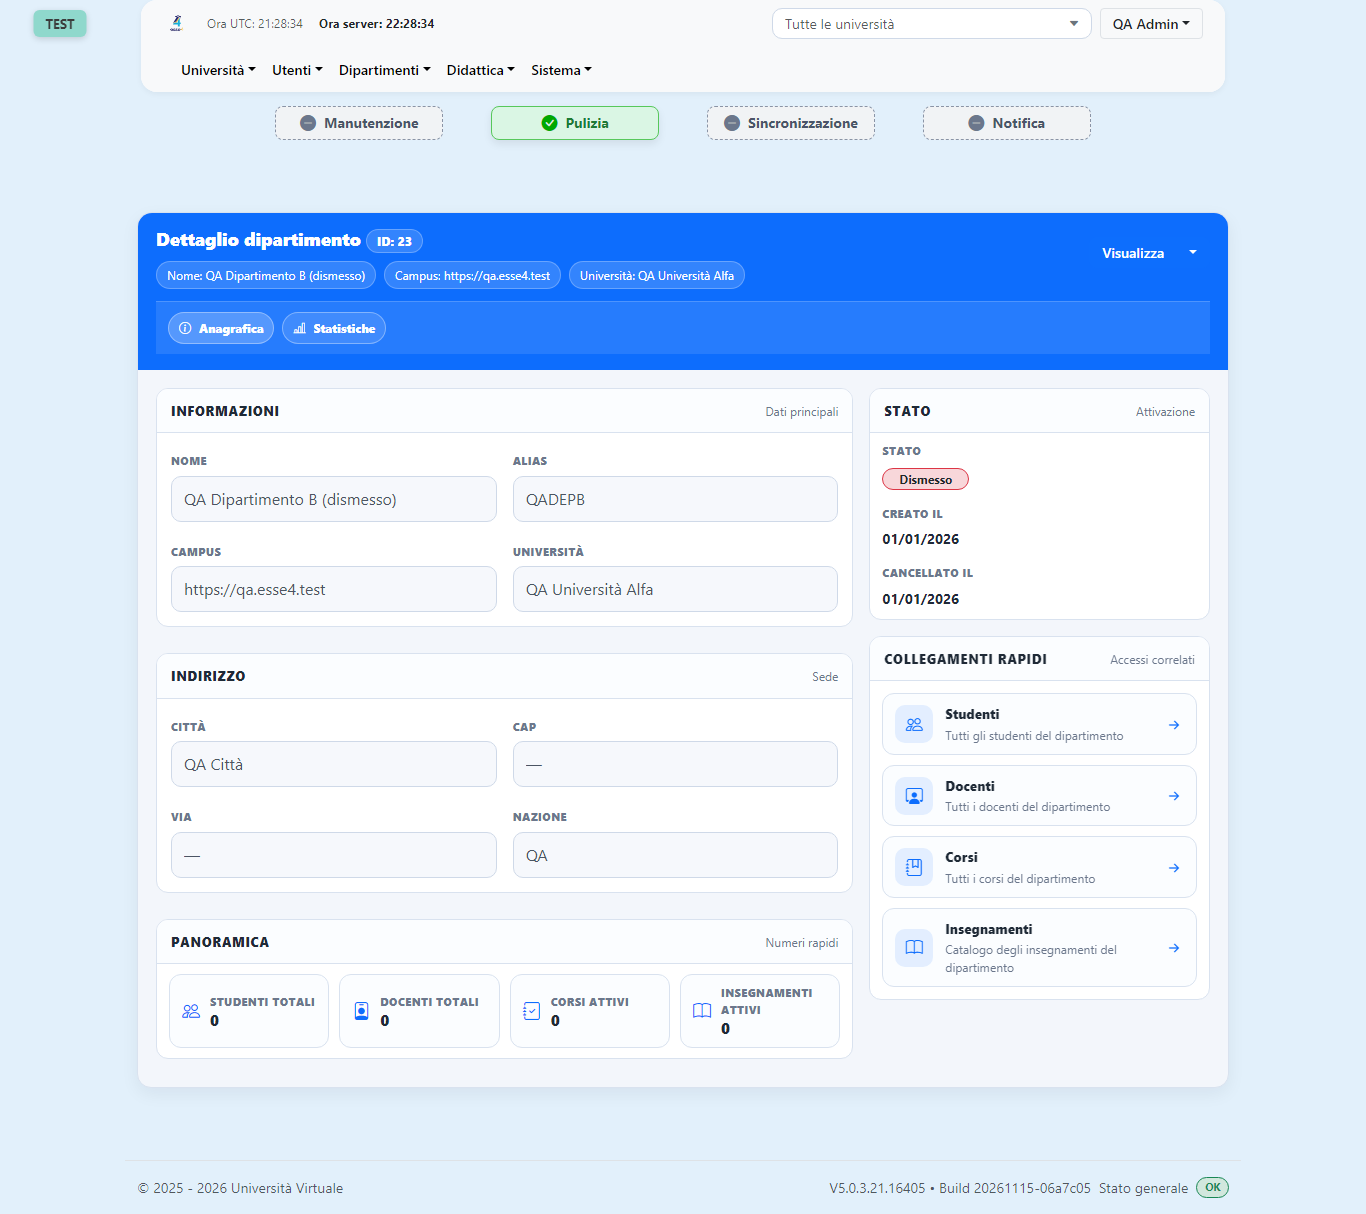 TEST
Ora UTC: 21:28:34 Ora server: 22:28:34
Tutte le università
QA Admin
Università Utenti Dipartimenti Didattica Sistema
Manutenzione
Pulizia
Sincronizzazione
Notifica
Dettaglio dipartimento ID: 23
Visualizza
Nome: QA Dipartimento B (dismesso) Campus: https://qa.esse4.test Università: QA Università Alfa
Anagrafica Statistiche
INFORMAZIONI Dati principali
NOME
QA Dipartimento B (dismesso)
ALIAS
QADEPB
CAMPUS
https://qa.esse4.test
UNIVERSITÀ
QA Università Alfa
INDIRIZZO Sede
CITTÀ
QA Città
CAP
—
VIA
—
NAZIONE
QA
PANORAMICA Numeri rapidi
STUDENTI TOTALI
0
DOCENTI TOTALI
0
CORSI ATTIVI
0
INSEGNAMENTI
ATTIVI
0
STATO Attivazione
STATO
Dismesso
CREATO IL
01/01/2026
CANCELLATO IL
01/01/2026
COLLEGAMENTI RAPIDI Accessi correlati
Studenti
Tutti gli studenti del dipartimento
Docenti
Tutti i docenti del dipartimento
Corsi
Tutti i corsi del dipartimento
Insegnamenti
Catalogo degli insegnamenti del
dipartimento
© 2025 - 2026 Università Virtuale
V5.0.3.21.16405 • Build 20261115-06a7c05 Stato generale OK